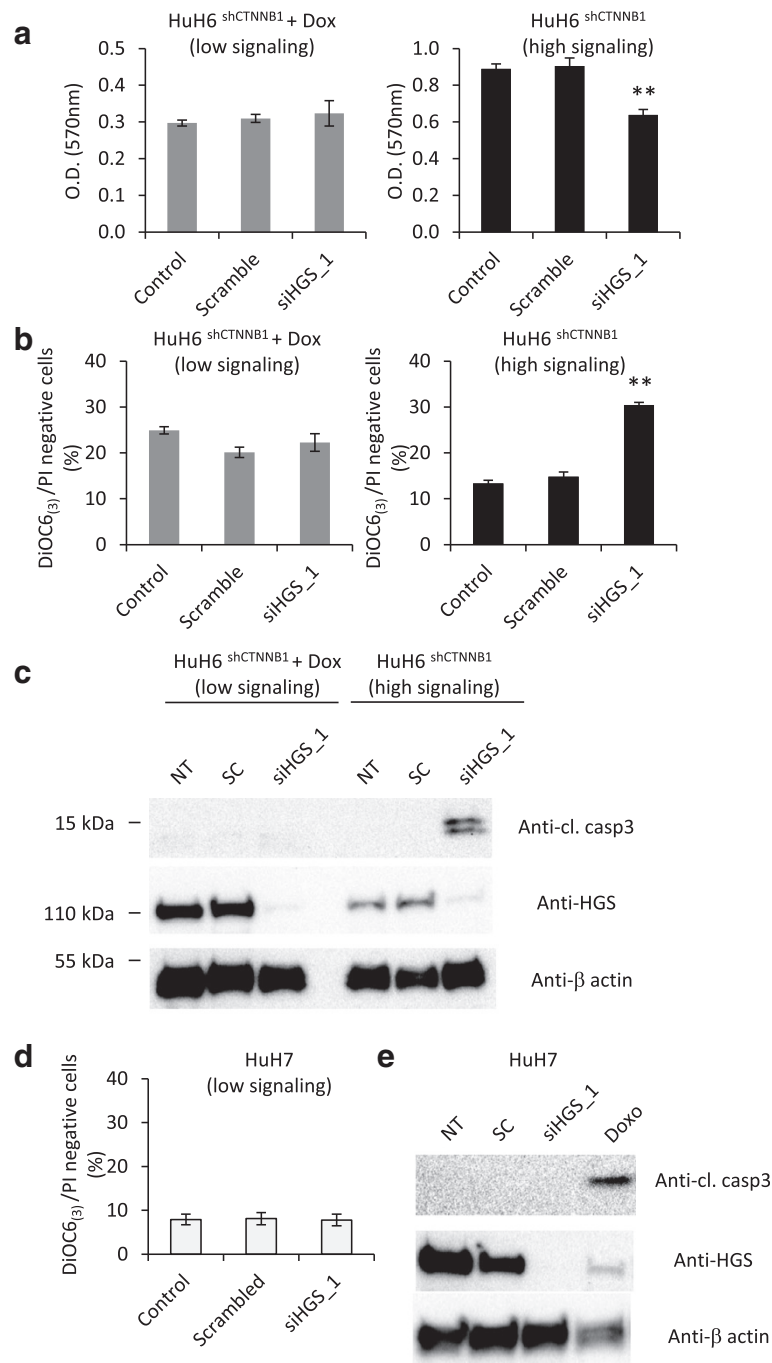 a
HuH6 shCTNNB1 + Dox
(low signaling)
O.D. (570nm)
0.5
0.4
0.3
0.2
0.1
0.0
Control
Scramble
siHGS_1
HuH6 shCTNNB1
(high signaling)
O.D. (570nm)
1.0
0.8
0.6
0.4
0.2
0.0
**
Control
Scramble
siHGS_1
b
HuH6 shCTNNB1 + Dox
(low signaling)
DiOC6(3)/PI negative cells
(%)
40
30
20
10
0
Control
Scramble
siHGS_1
HuH6 shCTNNB1
(high signaling)
DiOC6(3)/PI negative cells
(%)
40
30
20
10
0
**
Control
Scramble
siHGS_1
c
HuH6 shCTNNB1 + Dox
(low signaling)
HuH6 shCTNNB1
(high signaling)
NT
SC
siHGS_1
NT
SC
siHGS_1
15 kDa
Anti-cl. casp3
110 kDa
Anti-HGS
55 kDa
Anti-β actin
d
HuH7
(low signaling)
DiOC6(3)/PI negative cells
(%)
40
30
20
10
0
Control
Scrambled
siHGS_1
e
HuH7
NT
SC
siHGS_1
Doxo
Anti-cl. casp3
Anti-HGS
Anti-β actin